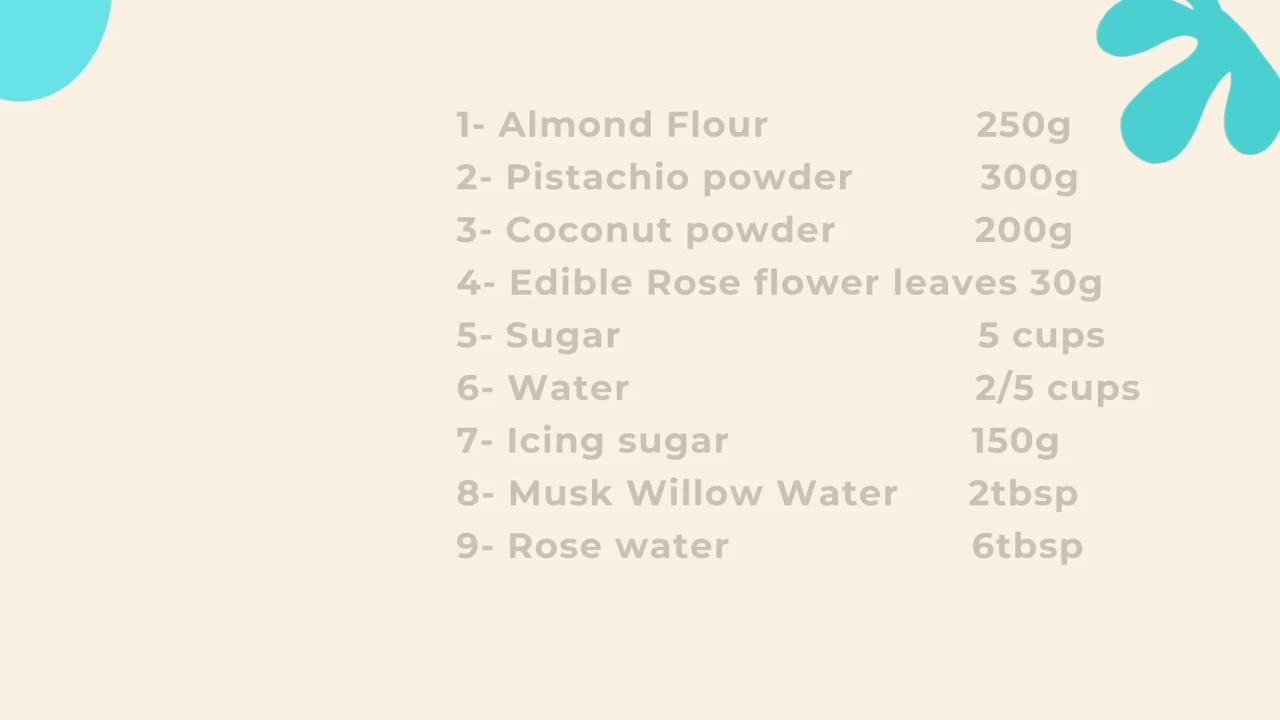 1- Almond Flour 250g
2- Pistachio powder 300g
3- Coconut powder 200g
4- Edible Rose flower leaves 30g
5- Sugar 5 cups
6- Water 2/5 cups
7- Icing sugar 150g
8- Musk Willow Water 2tbsp
9- Rose water 6tbsp